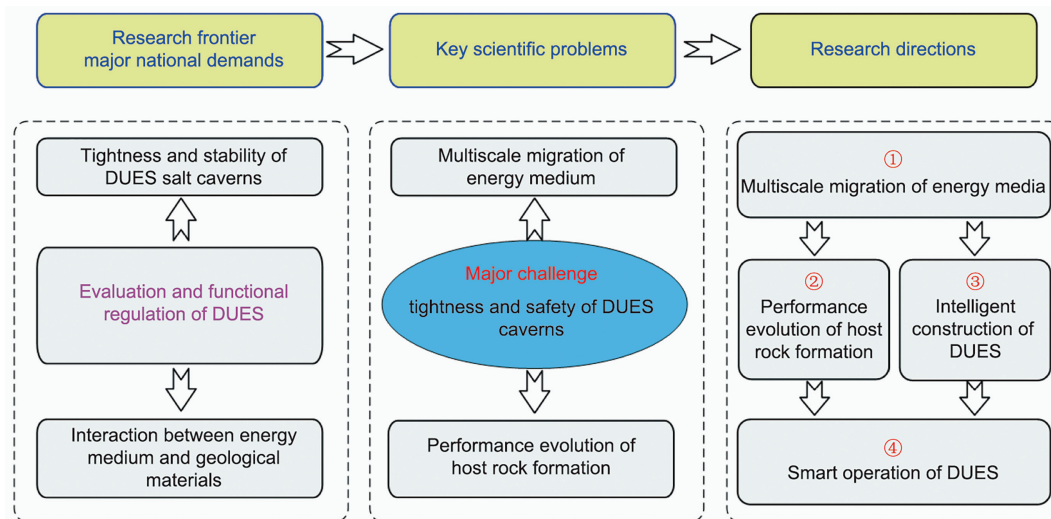 Research frontier
major national demands
Key scientific problems
Research directions
Tightness and stability of
DUES salt caverns
Evaluation and functional
regulation of DUES
Interaction between energy
medium and geological
materials
Multiscale migration of
energy medium
Major challenge
tightness and safety of DUES
caverns
Performance evolution of
host rock formation
①
Multiscale migration of energy media
②
Performance
evolution of host
rock formation
③
Intelligent
construction of
DUES
④
Smart operation of DUES